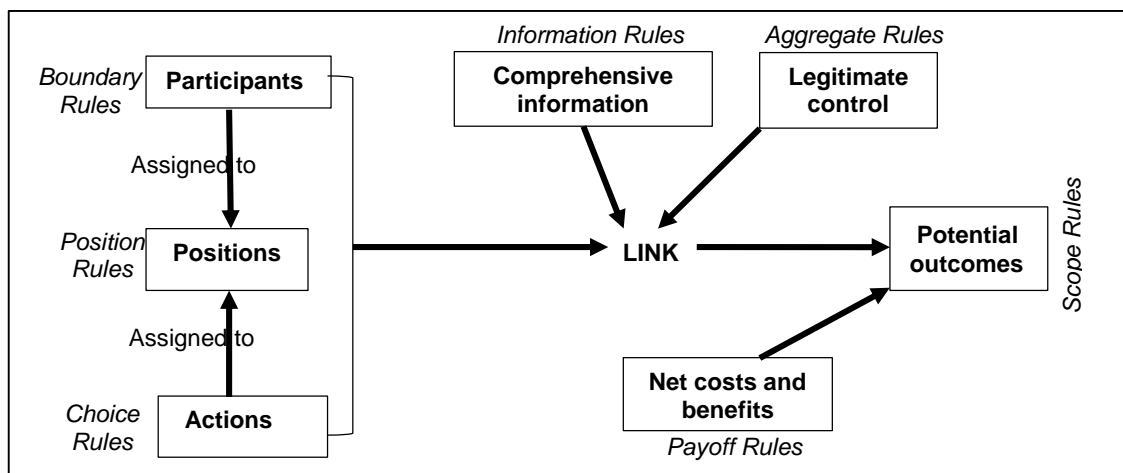 Information Rules
Aggregate Rules
Boundary
Rules
Participants
Comprehensive
information
Legitimate
control
Assigned to
Position
Rules
Positions
LINK
Potential
outcomes
Scope Rules
Assigned to
Choice
Rules
Actions
Net costs and
benefits
Payoff Rules